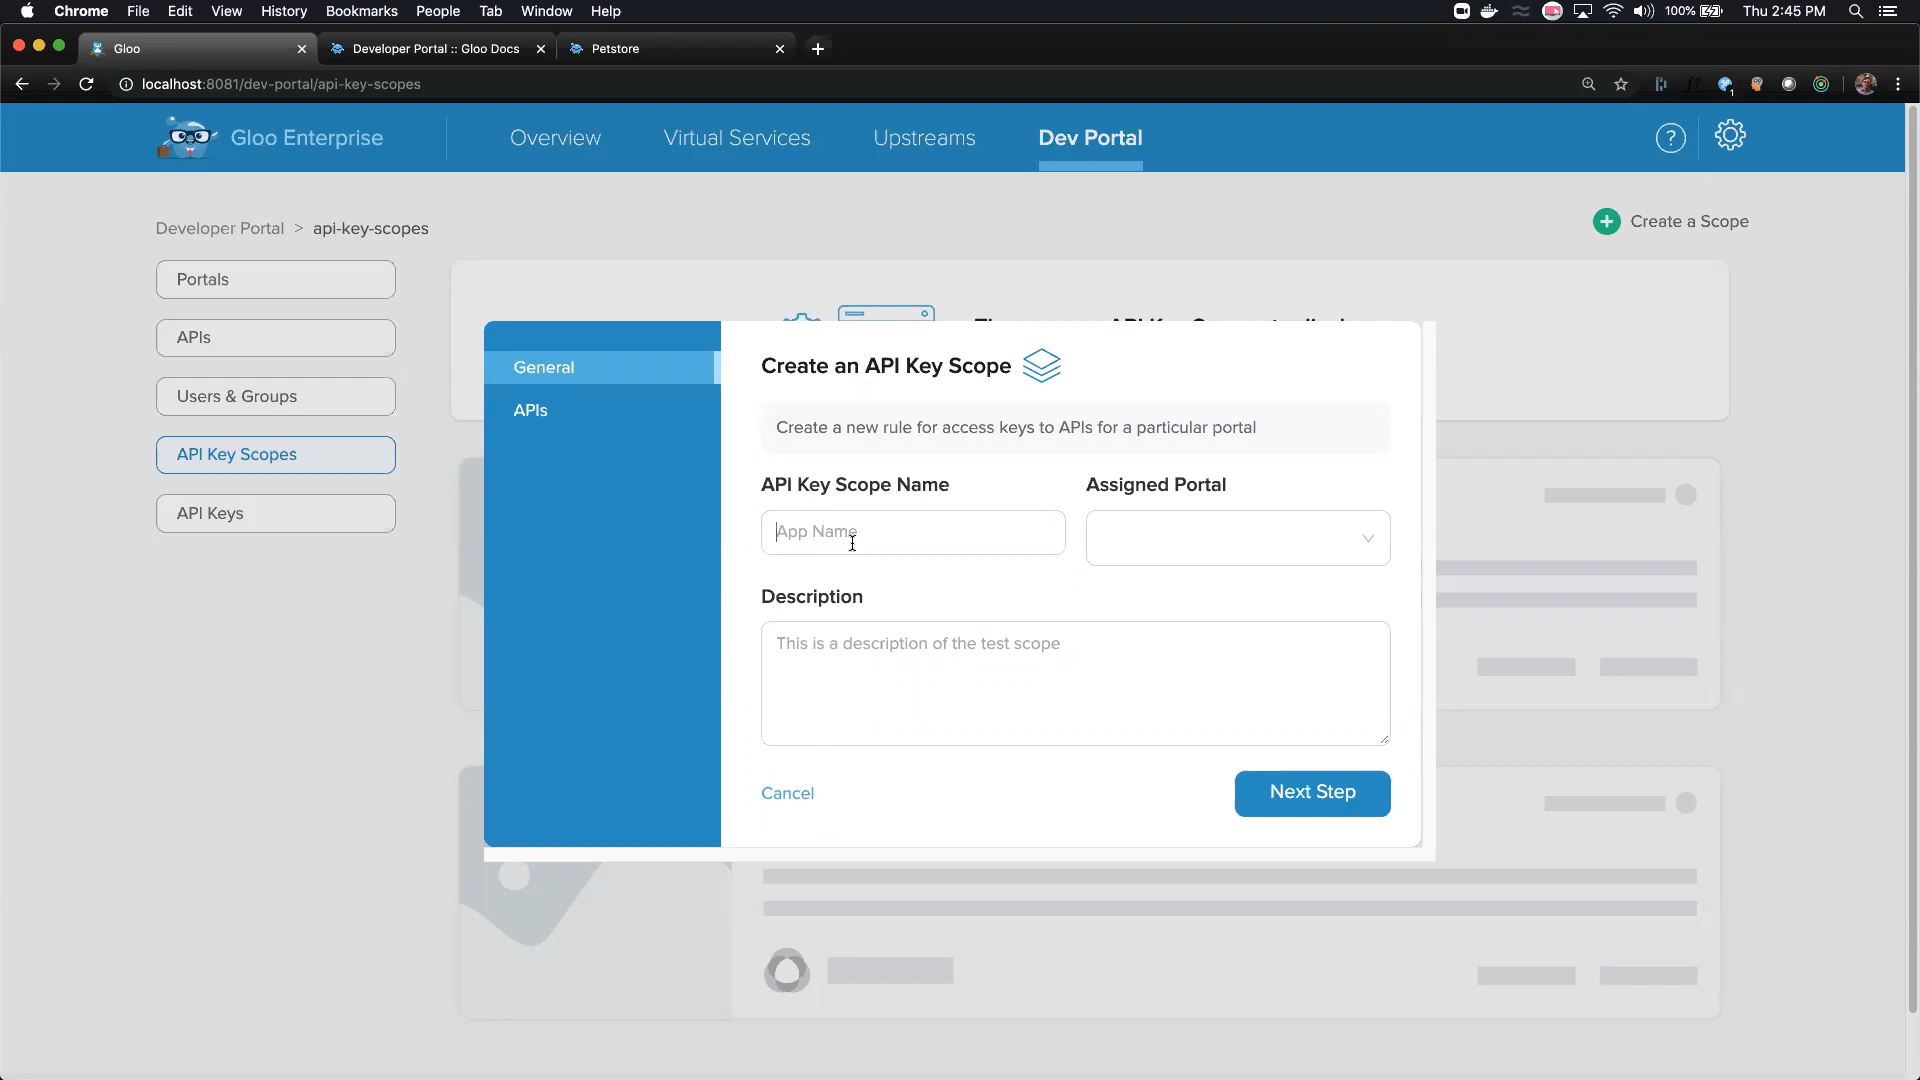 Chrome File Edit View History Bookmarks People Tab Window Help 100% Thu 2:45 PM
Gloo Developer Portal :: Gloo Docs Petstore
localhost:8081/dev-portal/api-key-scopes
Gloo Enterprise Overview Virtual Services Upstreams Dev Portal ?
Developer Portal > api-key-scopes Create a Scope
Portals
APIs
Users & Groups
API Key Scopes
API Keys
General
APIs
Create an API Key Scope
Create a new rule for access keys to APIs for a particular portal
API Key Scope Name Assigned Portal
App Name
Description
This is a description of the test scope
Cancel Next Step